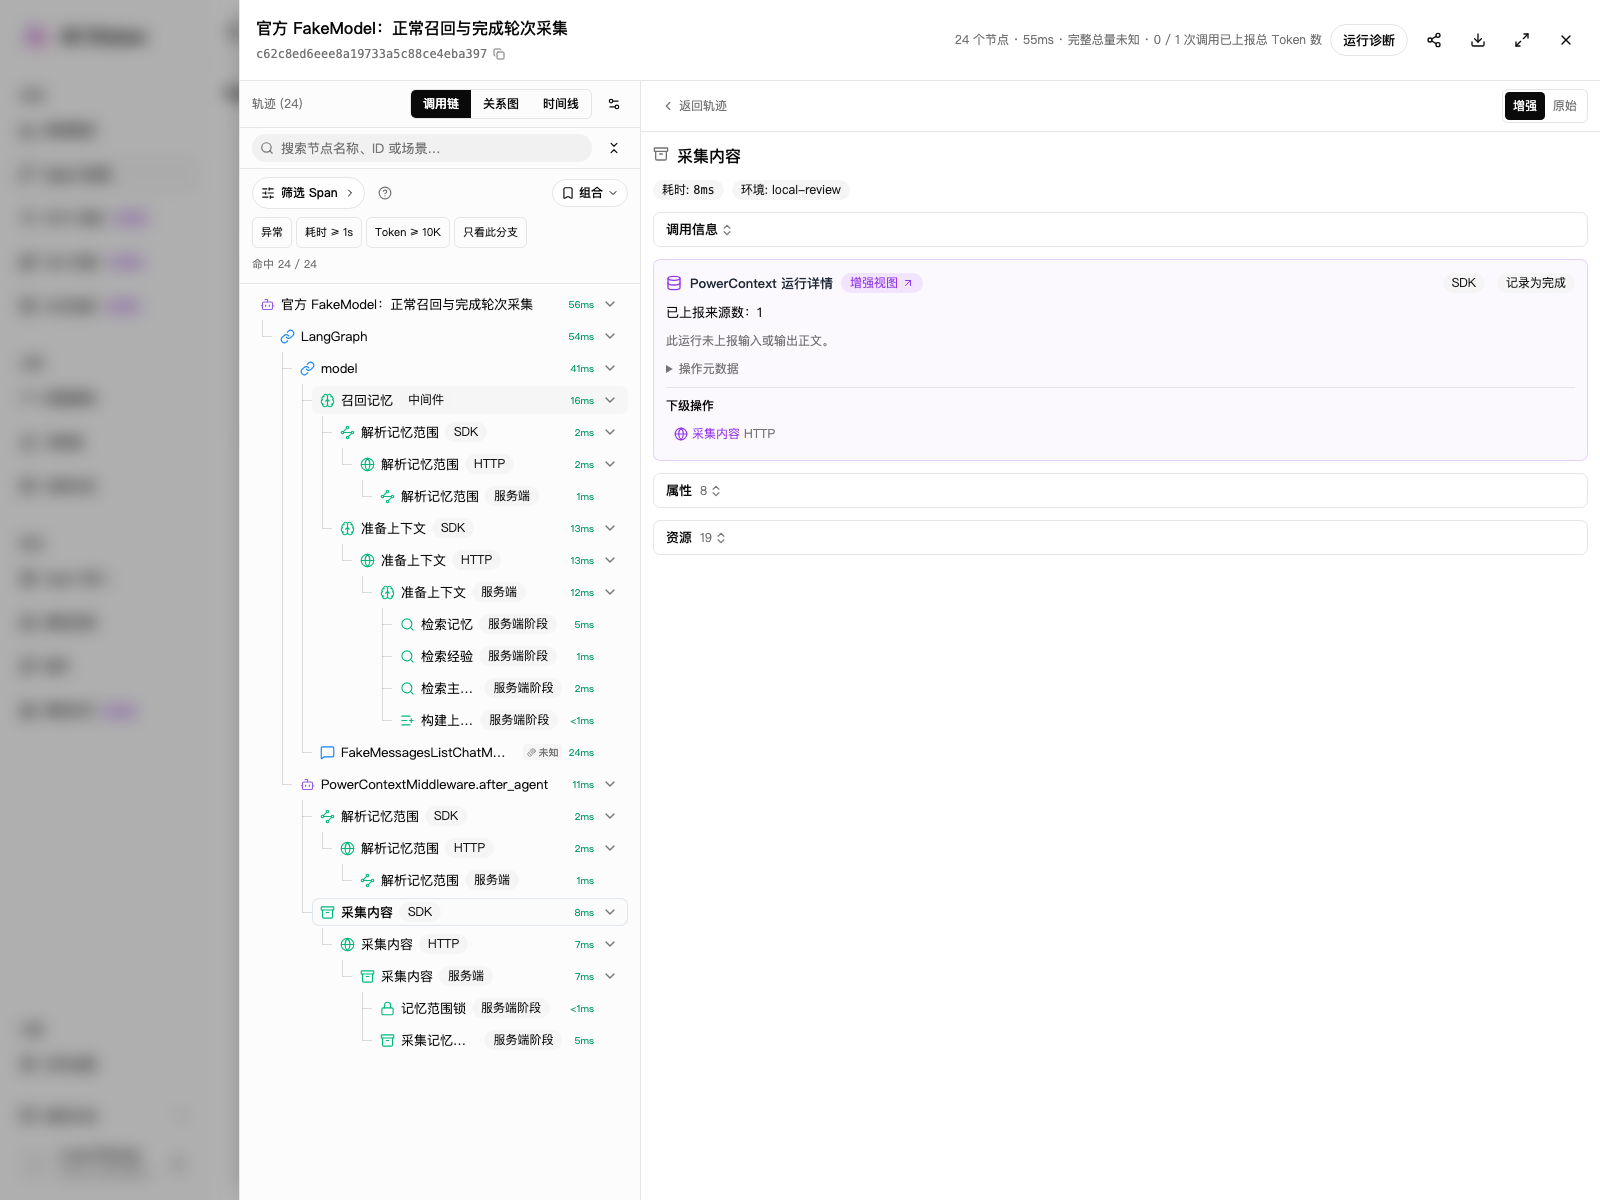 官方 FakeModel：正常召回与完成轮次采集
c62c8ed6eee8a19733a5c88ce4eba397
24 个节点 · 55ms · 完整总量未知 · 0 / 1 次调用已上报总 Token 数
运行诊断
轨迹 (24)
调用链
关系图
时间线
搜索节点名称、ID 或场景...
筛选 Span
组合
异常
耗时 ≥ 1s
Token ≥ 10K
只看此分支
命中 24 / 24
官方 FakeModel：正常召回与完成轮次采集 56ms
LangGraph 54ms
model 41ms
召回记忆 中间件 16ms
解析记忆范围 SDK 2ms
解析记忆范围 HTTP 2ms
解析记忆范围 服务端 1ms
准备上下文 SDK 13ms
准备上下文 HTTP 13ms
准备上下文 服务端 12ms
检索记忆 服务端阶段 5ms
检索经验 服务端阶段 1ms
检索主... 服务端阶段 2ms
构建上... 服务端阶段 <1ms
FakeMessagesListChatM... 未知 24ms
PowerContextMiddleware.after_agent 11ms
解析记忆范围 SDK 2ms
解析记忆范围 HTTP 2ms
解析记忆范围 服务端 1ms
采集内容 SDK 8ms
采集内容 HTTP 7ms
采集内容 服务端 7ms
记忆范围锁 服务端阶段 <1ms
采集记忆... 服务端阶段 5ms
返回轨迹
增强
原始
采集内容
耗时: 8ms
环境: local-review
调用信息
PowerContext 运行详情 增强视图 SDK 记录为完成
已上报来源数：1
此运行未上报输入或输出正文。
操作元数据
下级操作
采集内容 HTTP
属性 8
资源 19